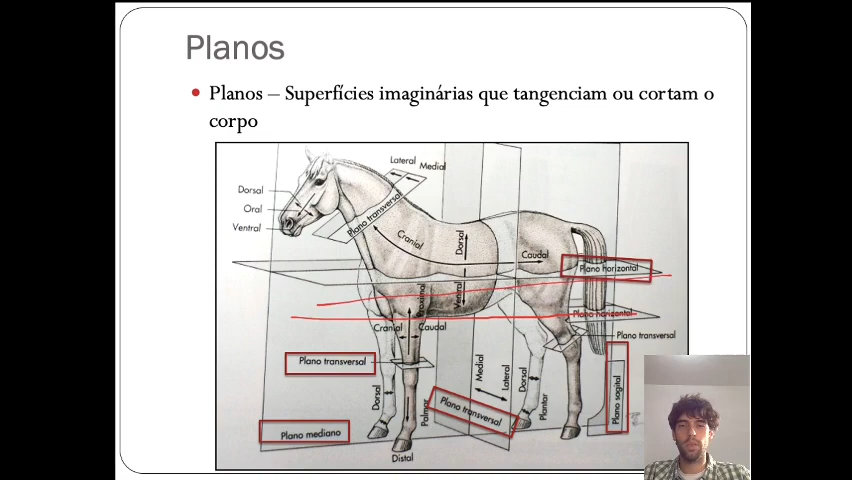 Planos
Planos – Superfícies imaginárias que tangenciam ou cortam o
corpo
Lateral
Medial
Dorsal
Oral
Ventral
Plano transversal
Cranial
Dorsal
Caudal
Plano horizontal
Proximal
Ventral
Plano horizontal
Cranial
Caudal
Plano transversal
Plano transversal
Medial
Lateral
Dorsal
Plantar
Plano sagital
Dorsal
Palmar
Plano transversal
Plano mediano
Distal